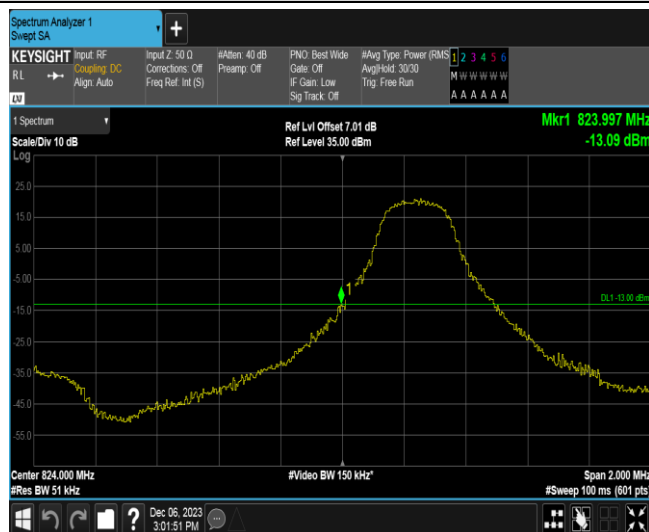 Spectrum Analyzer 1
Swept SA
+
KEYSIGHT
RL
LXI
Input: RF
Coupling: DC
Align: Auto
Input Z: 50 Ω
Corrections: Off
Freq Ref: Int (S)
#Atten: 40 dB
Preamp: Off
PNO: Best Wide
Gate: Off
IF Gain: Low
Sig Track: Off
#Avg Type: Power (RMS
Avg|Hold: 30/30
Trig: Free Run
1 2 3 4 5 6
M W W W W W
A A A A A A
1 Spectrum
Scale/Div 10 dB
Log
Ref Lvl Offset 7.01 dB
Ref Level 35.00 dBm
Mkr1 823.997 MHz
-13.09 dBm
25.0
15.0
5.00
-5.00
-15.0
-25.0
-35.0
-45.0
-55.0
1
DL1 -13.00 dBm
Center 824.000 MHz
#Res BW 51 kHz
#Video BW 150 kHz*
Span 2.000 MHz
#Sweep 100 ms (601 pts)
?
Dec 06, 2023
3:01:51 PM